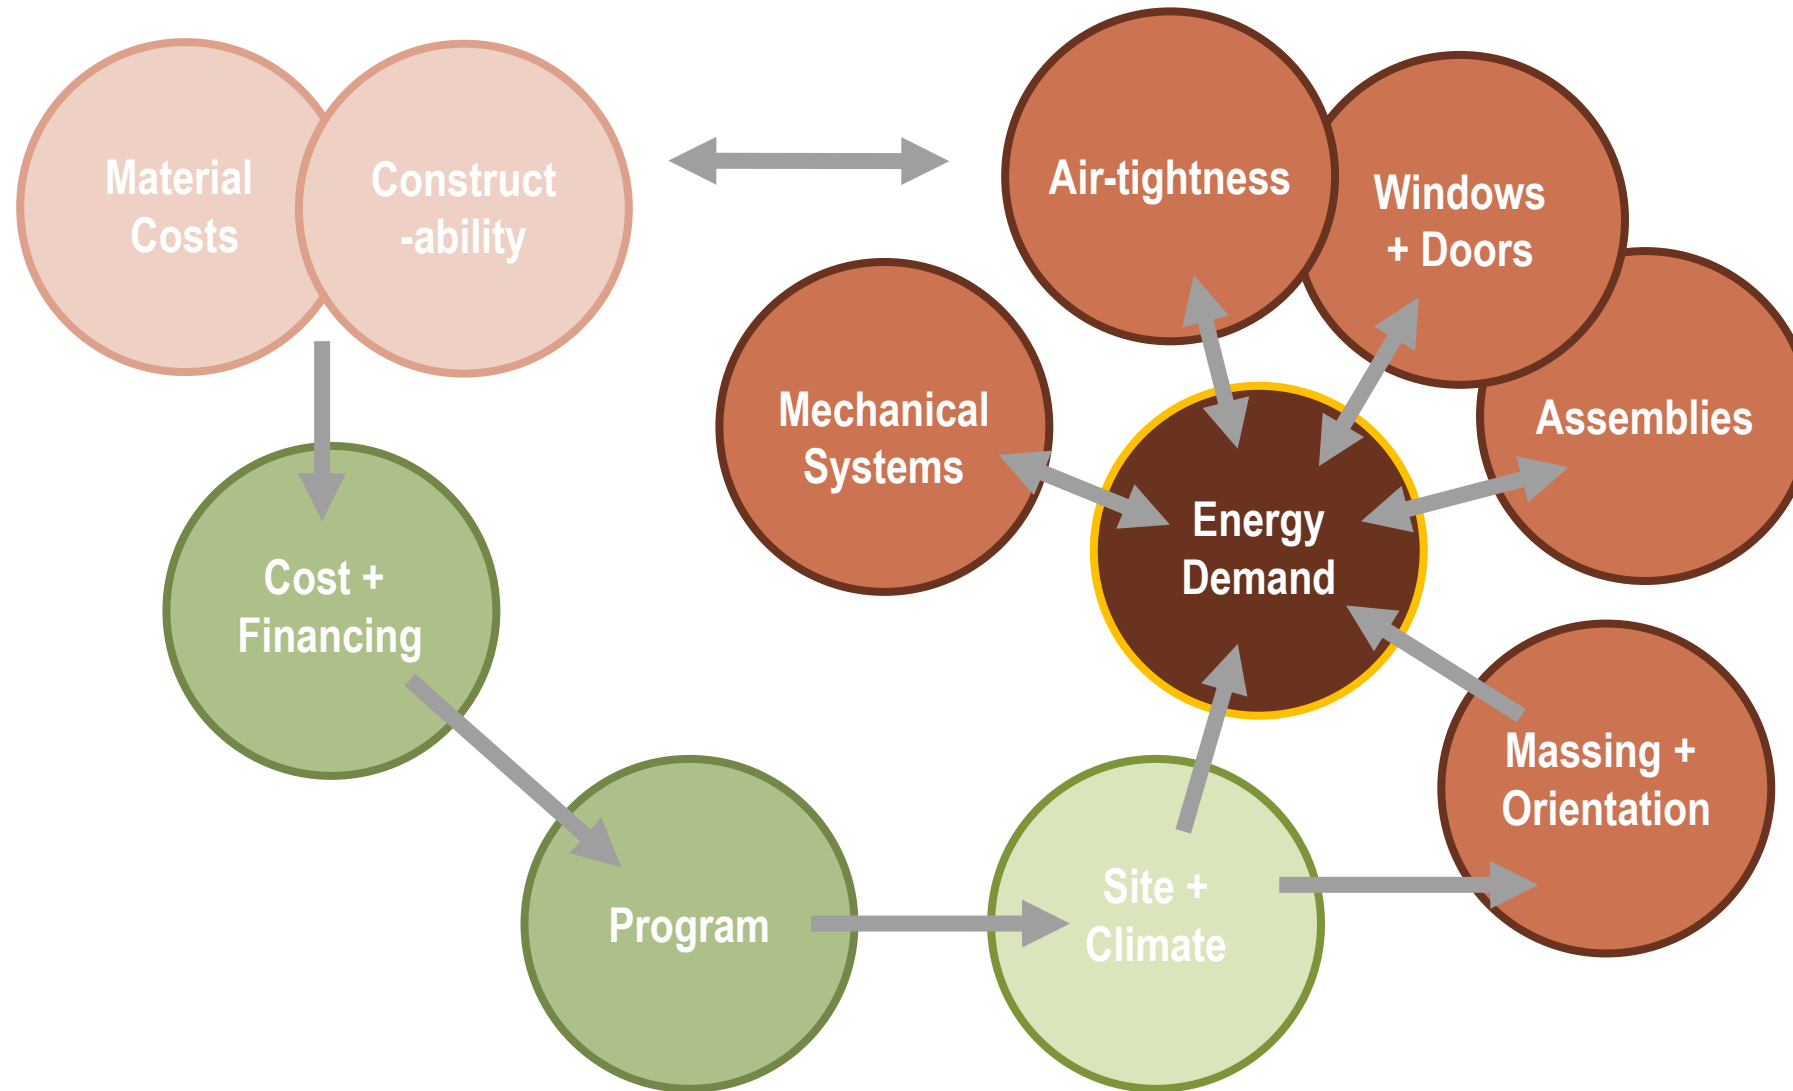 Material
Costs
Construct
-ability
Air-tightness
Windows
+ Doors
Mechanical
Systems
Assemblies
Energy
Demand
Cost +
Financing
Massing +
Orientation
Program
Site +
Climate